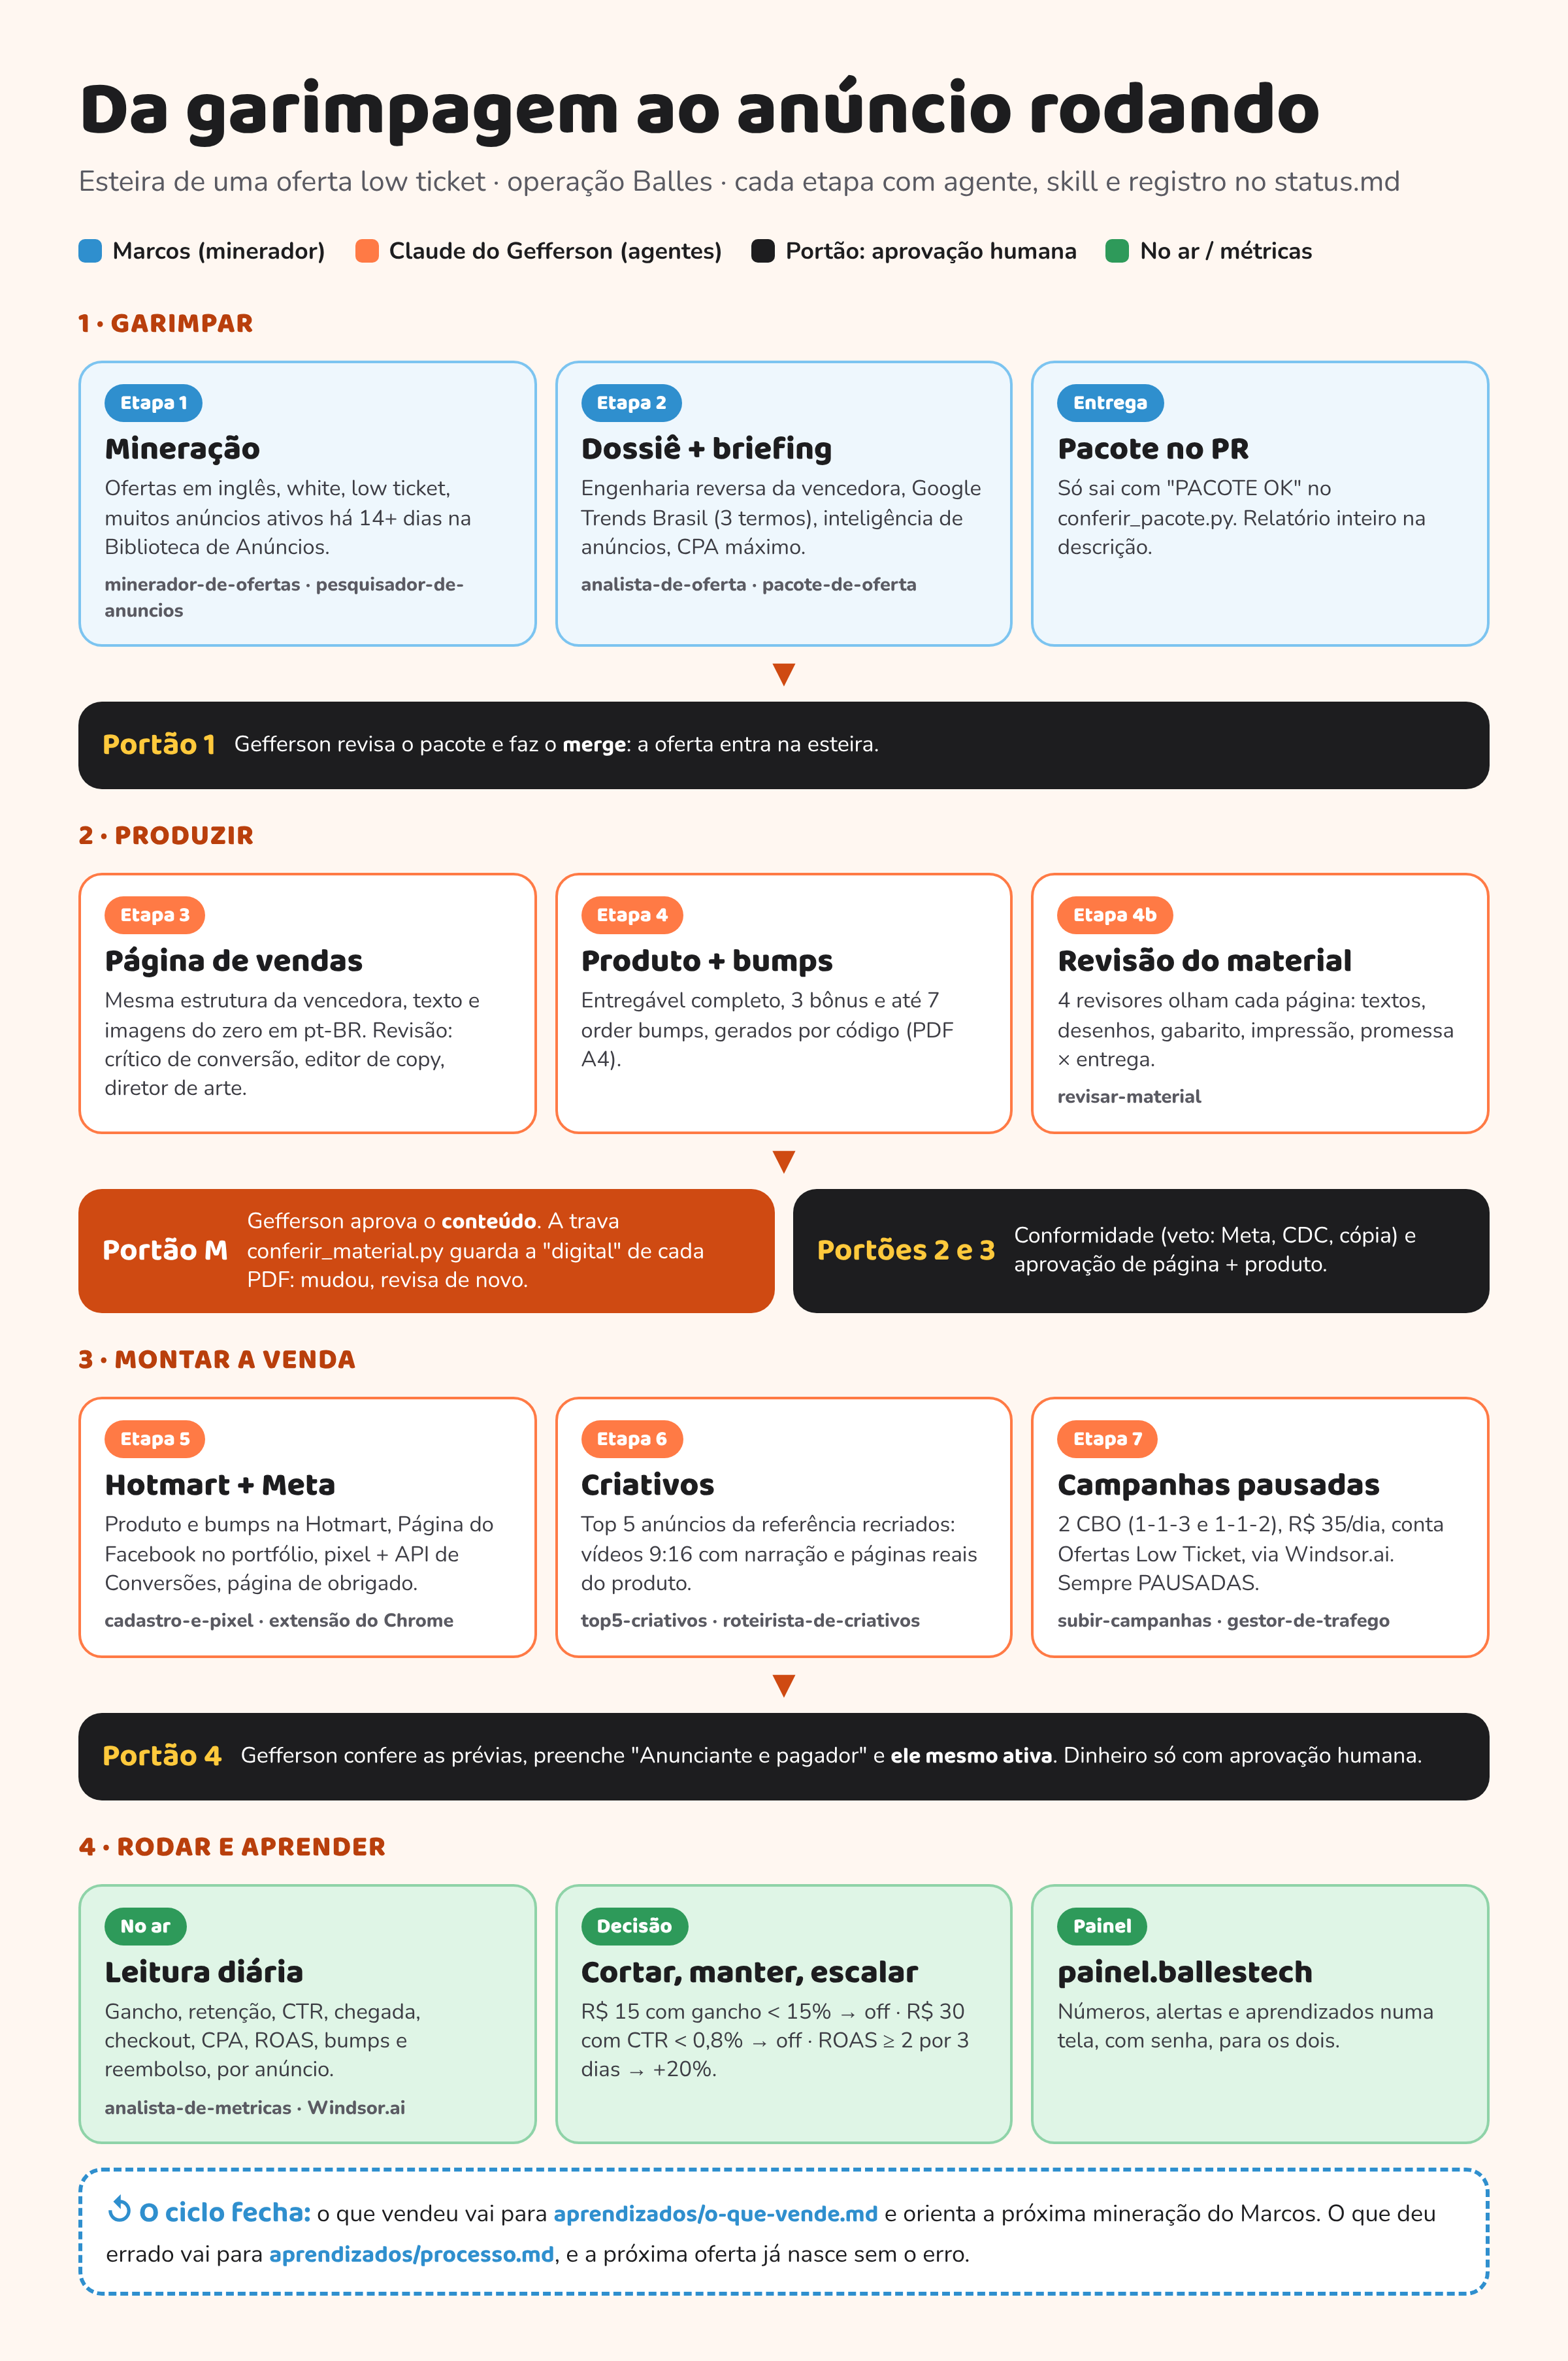 Da garimpagem ao anúncio rodando
Esteira de uma oferta low ticket · operação Balles · cada etapa com agente, skill e registro no status.md
Marcos (minerador)
Claude do Gefferson (agentes)
Portão: aprovação humana
No ar / métricas
1 · GARIMPAR
Etapa 1
Mineração
Ofertas em inglês, white, low ticket,
muitos anúncios ativos há 14+ dias na
Biblioteca de Anúncios.
minerador-de-ofertas · pesquisador-de-
anuncios
Etapa 2
Dossiê + briefing
Engenharia reversa da vencedora, Google
Trends Brasil (3 termos), inteligência de
anúncios, CPA máximo.
analista-de-oferta · pacote-de-oferta
Entrega
Pacote no PR
Só sai com "PACOTE OK" no
conferir_pacote.py. Relatório inteiro na
descrição.
Portão 1
Gefferson revisa o pacote e faz o merge: a oferta entra na esteira.
2 · PRODUZIR
Etapa 3
Página de vendas
Mesma estrutura da vencedora, texto e
imagens do zero em pt-BR. Revisão:
crítico de conversão, editor de copy,
diretor de arte.
Etapa 4
Produto + bumps
Entregável completo, 3 bônus e até 7
order bumps, gerados por código (PDF
A4).
Etapa 4b
Revisão do material
4 revisores olham cada página: textos,
desenhos, gabarito, impressão, promessa
× entrega.
revisar-material
Portão M
Gefferson aprova o conteúdo. A trava
conferir_material.py guarda a "digital" de cada
PDF: mudou, revisa de novo.
Portões 2 e 3
Conformidade (veto: Meta, CDC, cópia) e
aprovação de página + produto.
3 · MONTAR A VENDA
Etapa 5
Hotmart + Meta
Produto e bumps na Hotmart, Página do
Facebook no portfólio, pixel + API de
Conversões, página de obrigado.
cadastro-e-pixel · extensão do Chrome
Etapa 6
Criativos
Top 5 anúncios da referência recriados:
vídeos 9:16 com narração e páginas reais
do produto.
top5-criativos · roteirista-de-criativos
Etapa 7
Campanhas pausadas
2 CBO (1-1-3 e 1-1-2), R$ 35/dia, conta
Ofertas Low Ticket, via Windsor.ai.
Sempre PAUSADAS.
subir-campanhas · gestor-de-trafego
Portão 4
Gefferson confere as prévias, preenche "Anunciante e pagador" e ele mesmo ativa. Dinheiro só com aprovação humana.
4 · RODAR E APRENDER
No ar
Leitura diária
Gancho, retenção, CTR, chegada,
checkout, CPA, ROAS, bumps e
reembolso, por anúncio.
analista-de-metricas · Windsor.ai
Decisão
Cortar, manter, escalar
R$ 15 com gancho < 15% → off · R$ 30
com CTR < 0,8% → off · ROAS ≥ 2 por 3
dias → +20%.
Painel
painel.ballestech
Números, alertas e aprendizados numa
tela, com senha, para os dois.
O ciclo fecha: o que vendeu vai para aprendizados/o-que-vende.md e orienta a próxima mineração do Marcos. O que deu
errado vai para aprendizados/processo.md, e a próxima oferta já nasce sem o erro.